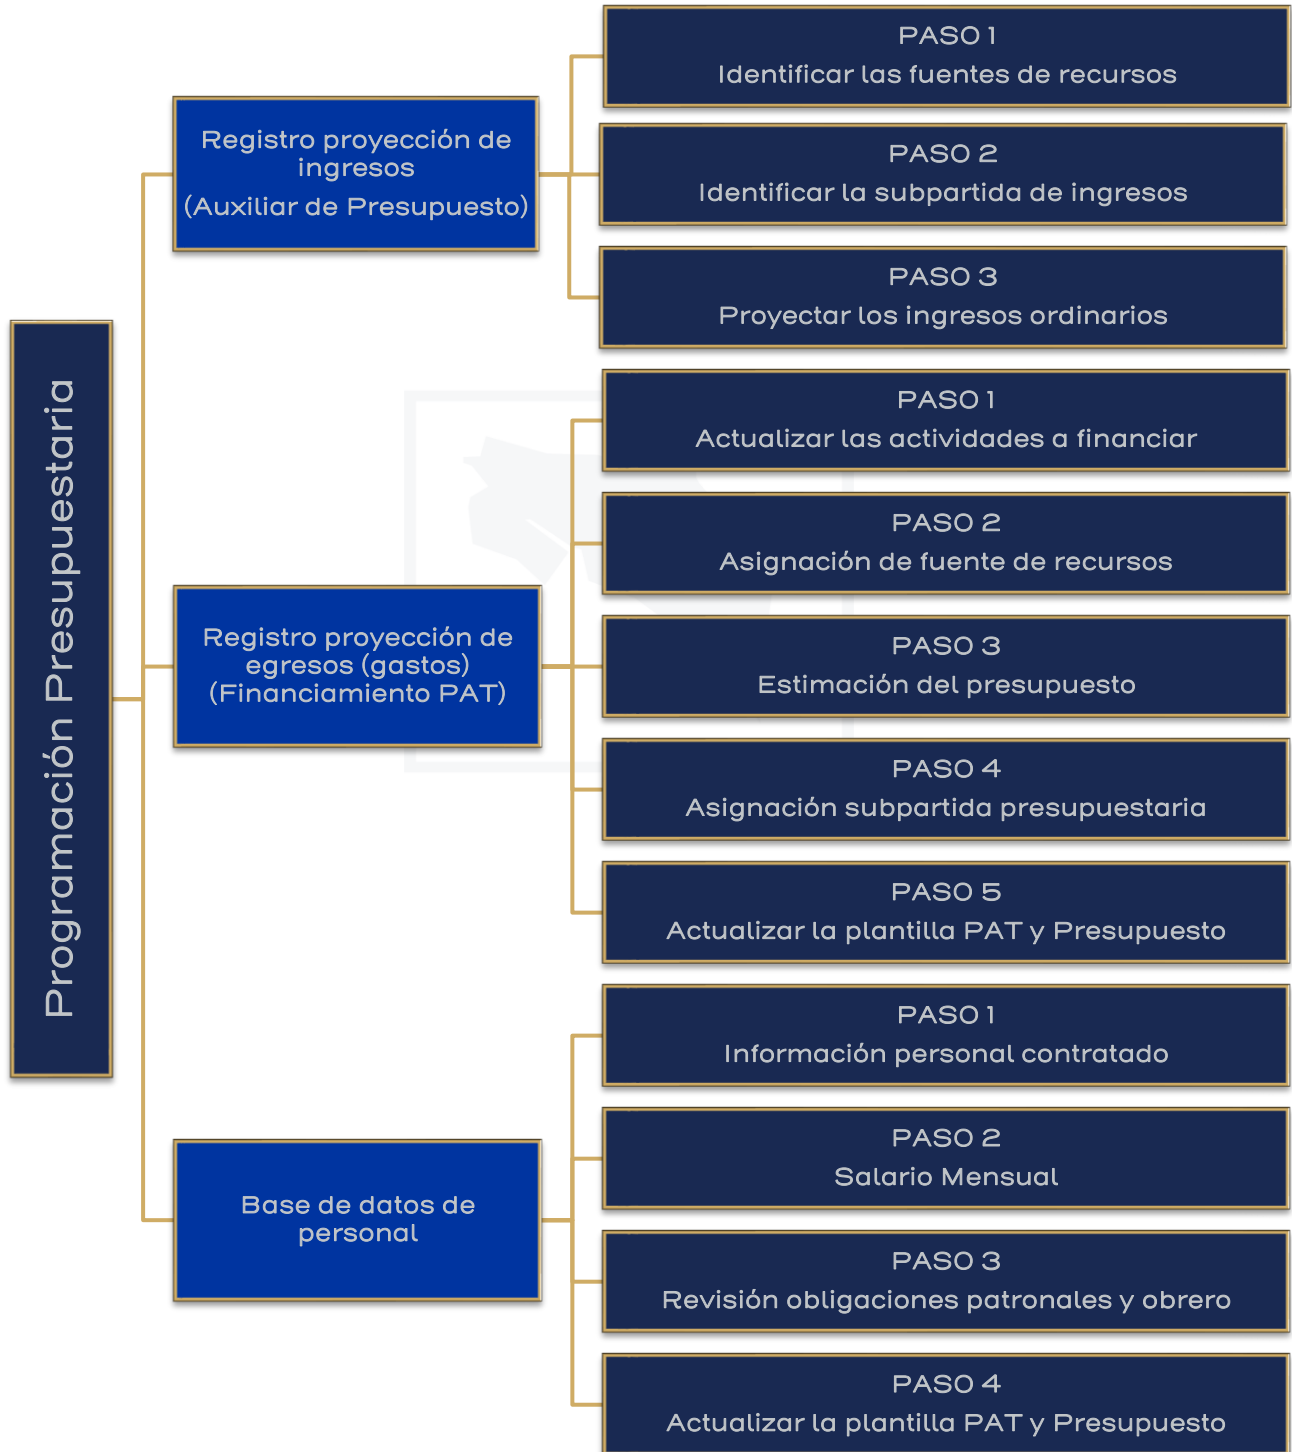 Programación Presupuestaria
Registro proyección de
ingresos
(Auxiliar de Presupuesto)
PASO 1
Identificar las fuentes de recursos
PASO 2
Identificar la subpartida de ingresos
PASO 3
Proyectar los ingresos ordinarios
Registro proyección de
egresos (gastos)
(Financiamiento PAT)
PASO 1
Actualizar las actividades a financiar
PASO 2
Asignación de fuente de recursos
PASO 3
Estimación del presupuesto
PASO 4
Asignación subpartida presupuestaria
PASO 5
Actualizar la plantilla PAT y Presupuesto
Base de datos de
personal
PASO 1
Información personal contratado
PASO 2
Salario Mensual
PASO 3
Revisión obligaciones patronales y obrero
PASO 4
Actualizar la plantilla PAT y Presupuesto